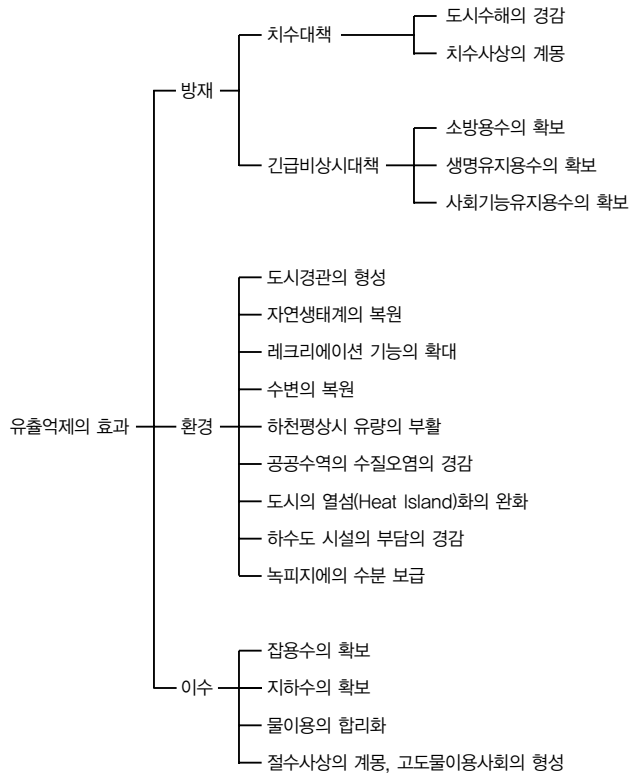 도시수해의 경감
치수대책
치수사상의 계몽
방재
소방용수의 확보
긴급비상시대책
생명유지용수의 확보
사회기능유지용수의 확보
도시경관의 형성
자연생태계의 복원
레크리에이션 기능의 확대
수변의 복원
유츌억제의 효과
환경
하천평상시 유량의 부활
공공수역의 수질오염의 경감
도시의 열섬(Heat Island)화의 완화
하수도 시설의 부담의 경감
녹피지에의 수분 보급
잡용수의 확보
이수
지하수의 확보
물이용의 합리화
절수사상의 계몽, 고도물이용사회의 형성